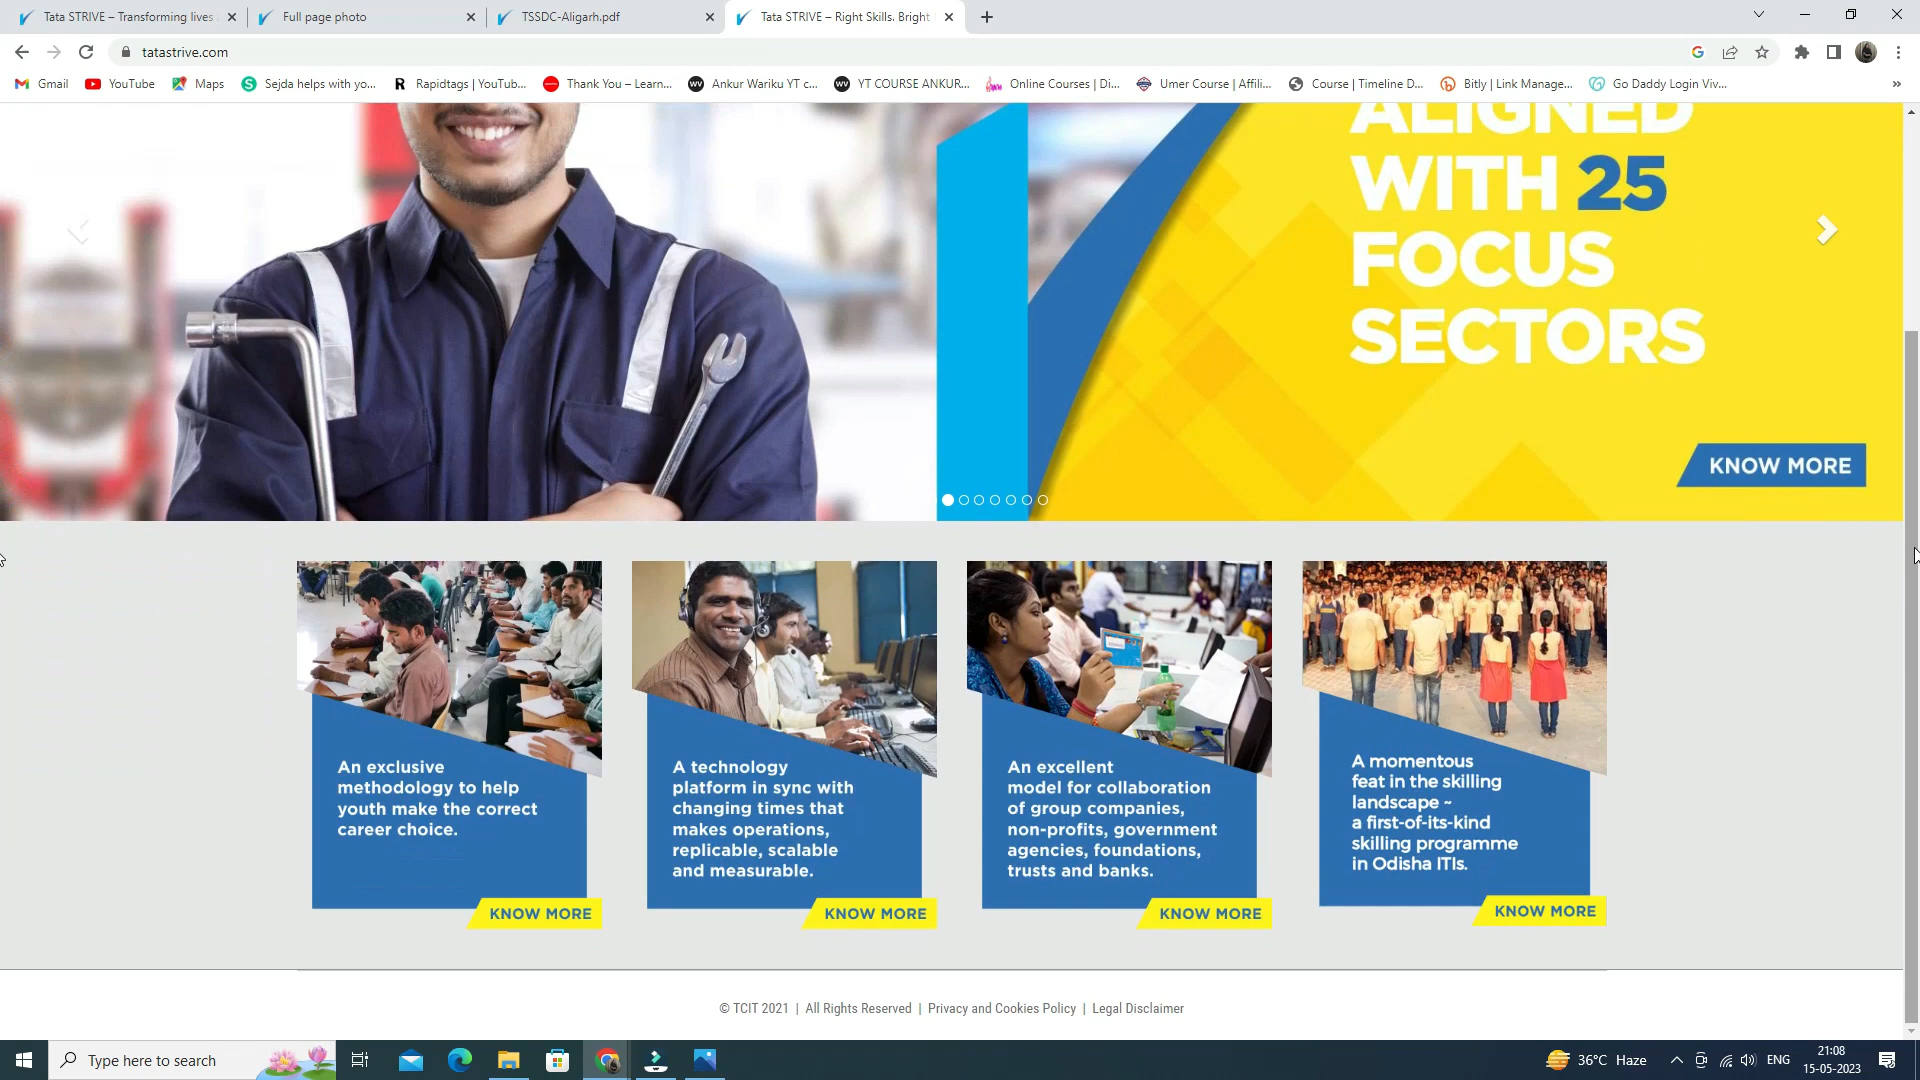 Tata STRIVE – Transforming lives
Full page photo
TSSDC-Aligarh.pdf
Tata STRIVE – Right Skills. Bright
tatastrive.com
Gmail
YouTube
Maps
Sejda helps with yo...
Rapidtags | YouTub...
Thank You – Learn...
Ankur Wariku YT c...
YT COURSE ANKUR...
Online Courses | Di...
Umer Course | Affili...
Course | Timeline D...
Bitly | Link Manage...
Go Daddy Login Viv...
ALIGNED
WITH 25
FOCUS
SECTORS
KNOW MORE
An exclusive
methodology to help
youth make the correct
career choice.
KNOW MORE
A technology
platform in sync with
changing times that
makes operations,
replicable, scalable
and measurable.
KNOW MORE
An excellent
model for collaboration
of group companies,
non-profits, government
agencies, foundations,
trusts and banks.
KNOW MORE
A momentous
feat in the skilling
landscape ~
a first-of-its-kind
skilling programme
in Odisha ITIs.
KNOW MORE
© TCIT 2021 | All Rights Reserved | Privacy and Cookies Policy | Legal Disclaimer
Type here to search
36°C Haze
ENG
21:08
15-05-2023